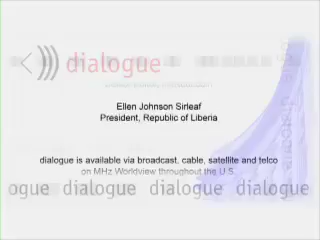 dialogue
Ellen Johnson Sirleaf
President, Republic of Liberia
dialogue is available via broadcast, cable, satellite and telco
on MHz Worldview throughout the U.S.
ogue dialogue dialogue dialogue